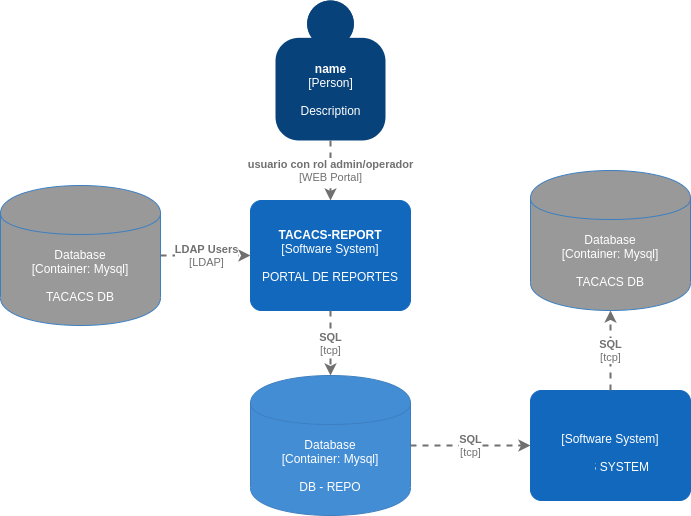 name
[Person]
Description
usuario con rol admin/operador
[WEB Portal]
TACACS-REPORT
[Software System]
PORTAL DE REPORTES
Database
[Container: Mysql]
TACACS DB
LDAP Users
[LDAP]
Database
[Container: Mysql]
TACACS DB
SQL
[tcp]
SQL
[tcp]
Database
[Container: Mysql]
DB - REPO
SQL
[tcp]
[Software System]
SYSTEM